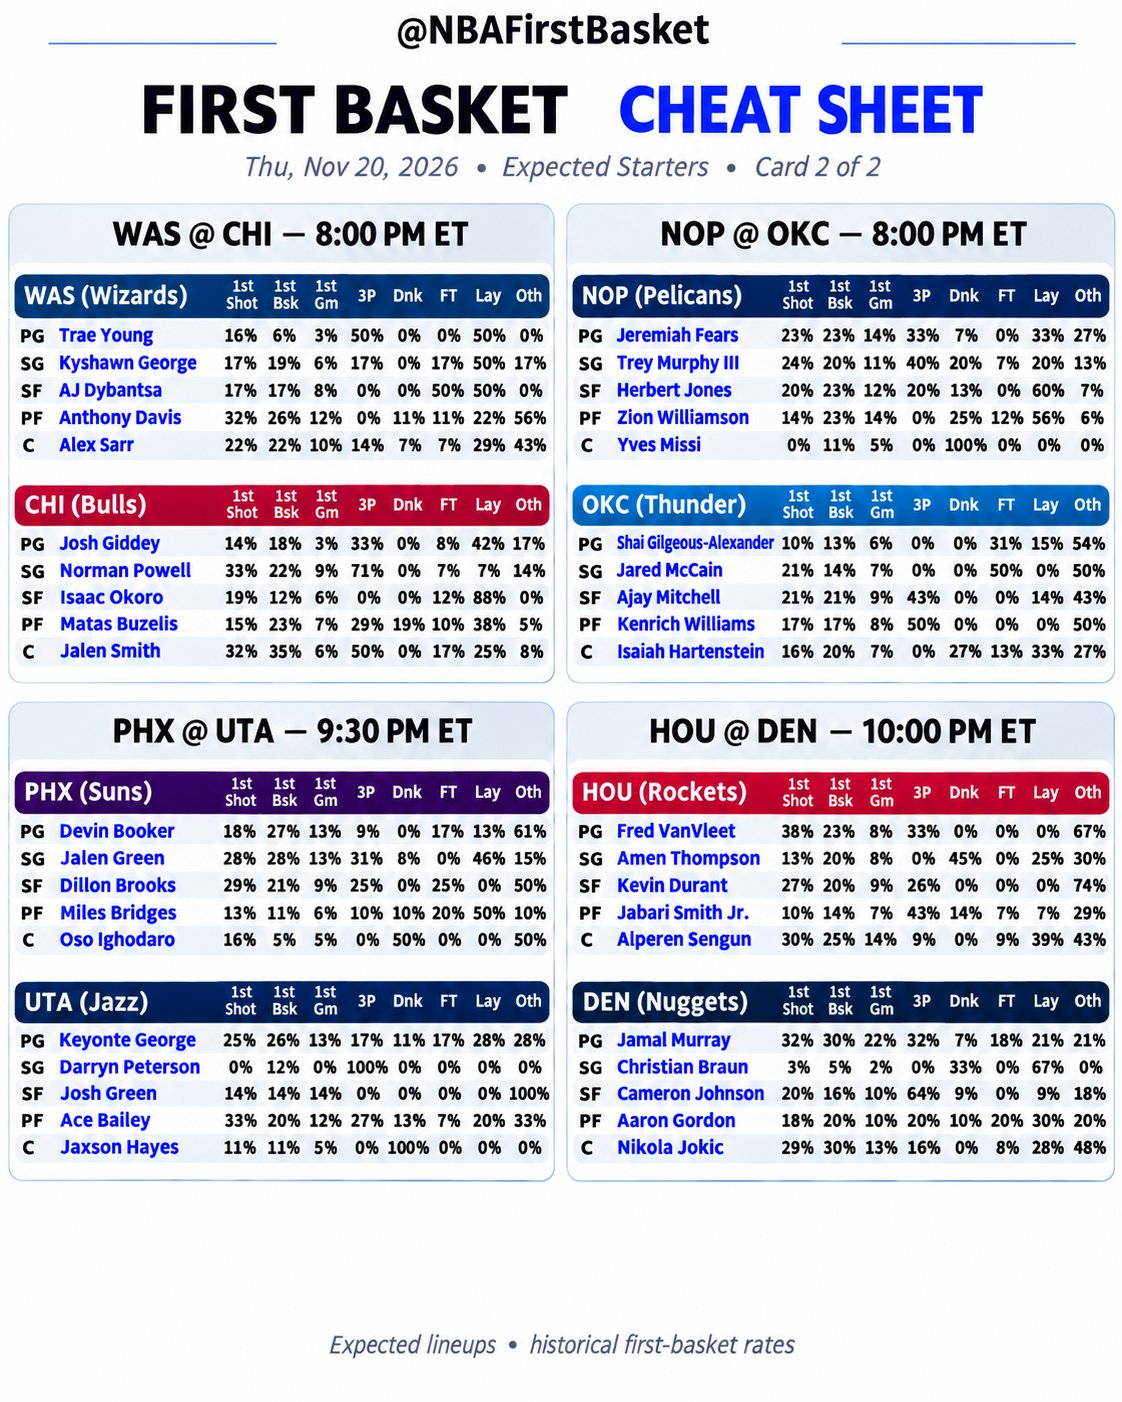 @NBAFirstBasket
FIRST BASKET CHEAT SHEET
Thu, Nov 20, 2026 • Expected Starters • Card 2 of 2
WAS @ CHI — 8:00 PM ET
WAS (Wizards) 1st Shot 1st Bsk 1st Gm 3P Dnk FT Lay Oth
PG Trae Young 16% 6% 3% 50% 0% 0% 50% 0%
SG Kyshawn George 17% 19% 6% 17% 0% 17% 50% 17%
SF AJ Dybantsa 17% 17% 8% 0% 0% 50% 50% 0%
PF Anthony Davis 32% 26% 12% 0% 11% 11% 22% 56%
C Alex Sarr 22% 22% 10% 14% 7% 7% 29% 43%
CHI (Bulls) 1st Shot 1st Bsk 1st Gm 3P Dnk FT Lay Oth
PG Josh Giddey 14% 18% 3% 33% 0% 8% 42% 17%
SG Norman Powell 33% 22% 9% 71% 0% 7% 7% 14%
SF Isaac Okoro 19% 12% 6% 0% 0% 12% 88% 0%
PF Matas Buzelis 15% 23% 7% 29% 19% 10% 38% 5%
C Jalen Smith 32% 35% 6% 50% 0% 17% 25% 8%
NOP @ OKC — 8:00 PM ET
NOP (Pelicans) 1st Shot 1st Bsk 1st Gm 3P Dnk FT Lay Oth
PG Jeremiah Fears 23% 23% 14% 33% 7% 0% 33% 27%
SG Trey Murphy III 24% 20% 11% 40% 20% 7% 20% 13%
SF Herbert Jones 20% 23% 12% 20% 13% 0% 60% 7%
PF Zion Williamson 14% 23% 14% 0% 25% 12% 56% 6%
C Yves Missi 0% 11% 5% 0% 100% 0% 0% 0%
OKC (Thunder) 1st Shot 1st Bsk 1st Gm 3P Dnk FT Lay Oth
PG Shai Gilgeous-Alexander 10% 13% 6% 0% 0% 31% 15% 54%
SG Jared McCain 21% 14% 7% 0% 0% 50% 0% 50%
SF Ajay Mitchell 21% 21% 9% 43% 0% 0% 14% 43%
PF Kenrich Williams 17% 17% 8% 50% 0% 0% 0% 50%
C Isaiah Hartenstein 16% 20% 7% 0% 27% 13% 33% 27%
PHX @ UTA — 9:30 PM ET
PHX (Suns) 1st Shot 1st Bsk 1st Gm 3P Dnk FT Lay Oth
PG Devin Booker 18% 27% 13% 9% 0% 17% 13% 61%
SG Jalen Green 28% 28% 13% 31% 8% 0% 46% 15%
SF Dillon Brooks 29% 21% 9% 25% 0% 25% 0% 50%
PF Miles Bridges 13% 11% 6% 10% 10% 20% 50% 10%
C Oso Ighodaro 16% 5% 5% 0% 50% 0% 0% 50%
UTA (Jazz) 1st Shot 1st Bsk 1st Gm 3P Dnk FT Lay Oth
PG Keyonte George 25% 26% 13% 17% 11% 17% 28% 28%
SG Darryn Peterson 0% 12% 0% 100% 0% 0% 0% 0%
SF Josh Green 14% 14% 14% 0% 0% 0% 0% 100%
PF Ace Bailey 33% 20% 12% 27% 13% 7% 20% 33%
C Jaxson Hayes 11% 11% 5% 0% 100% 0% 0% 0%
HOU @ DEN — 10:00 PM ET
HOU (Rockets) 1st Shot 1st Bsk 1st Gm 3P Dnk FT Lay Oth
PG Fred VanVleet 38% 23% 8% 33% 0% 0% 0% 67%
SG Amen Thompson 13% 20% 8% 0% 45% 0% 25% 30%
SF Kevin Durant 27% 20% 9% 26% 0% 0% 0% 74%
PF Jabari Smith Jr. 10% 14% 7% 43% 14% 7% 7% 29%
C Alperen Sengun 30% 25% 14% 9% 0% 9% 39% 43%
DEN (Nuggets) 1st Shot 1st Bsk 1st Gm 3P Dnk FT Lay Oth
PG Jamal Murray 32% 30% 22% 32% 7% 18% 21% 21%
SG Christian Braun 3% 5% 2% 0% 33% 0% 67% 0%
SF Cameron Johnson 20% 16% 10% 64% 9% 0% 9% 18%
PF Aaron Gordon 18% 20% 10% 20% 10% 20% 30% 20%
C Nikola Jokic 29% 30% 13% 16% 0% 8% 28% 48%
Expected lineups • historical first-basket rates